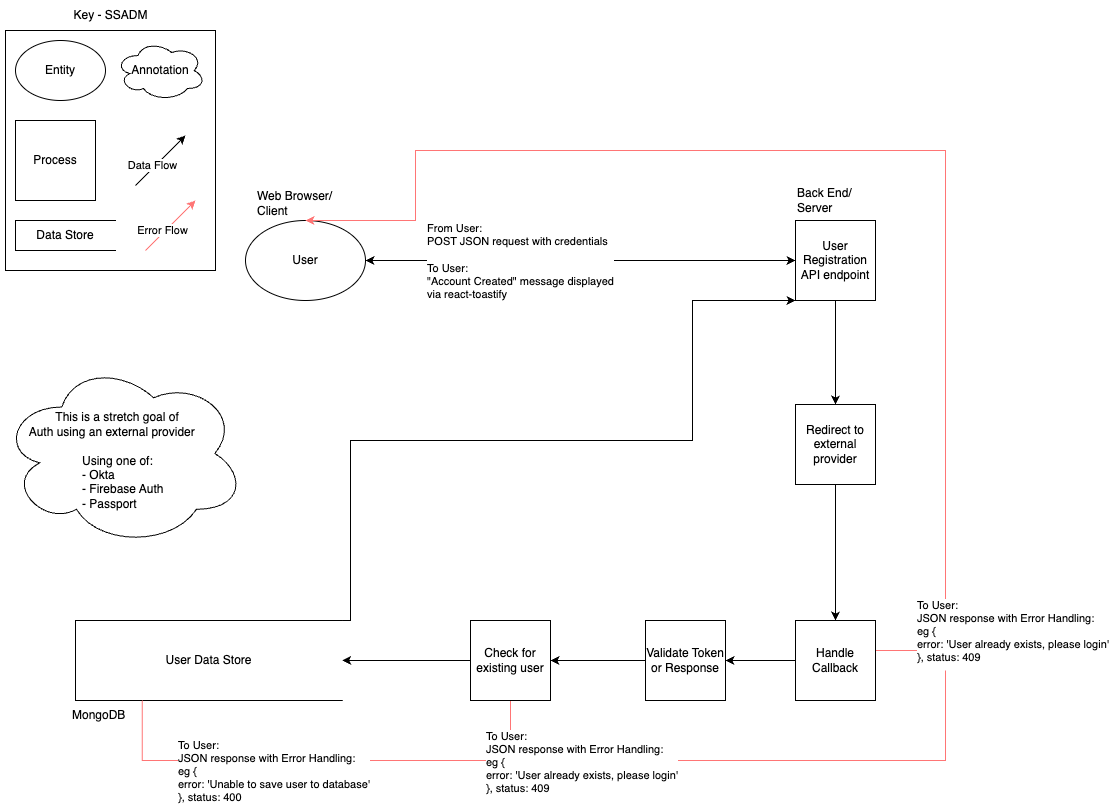 Key - SSADM
Entity
Annotation
Process
Data Flow
Data Store
Error Flow
Web Browser/
Client
User
From User:
POST JSON request with credentials
To User:
"Account Created" message displayed
via react-toastify
Back End/
Server
User
Registration
API endpoint
This is a stretch goal of
Auth using an external provider
Using one of:
- Okta
- Firebase Auth
- Passport
Redirect to
external
provider
To User:
JSON response with Error Handling:
eg {
error: 'User already exists, please login'
}, status: 409
Handle
Callback
Validate Token
or Response
Check for
existing user
User Data Store
MongoDB
To User:
JSON response with Error Handling:
eg {
error: 'Unable to save user to database'
}, status: 400
To User:
JSON response with Error Handling:
eg {
error: 'User already exists, please login'
}, status: 409